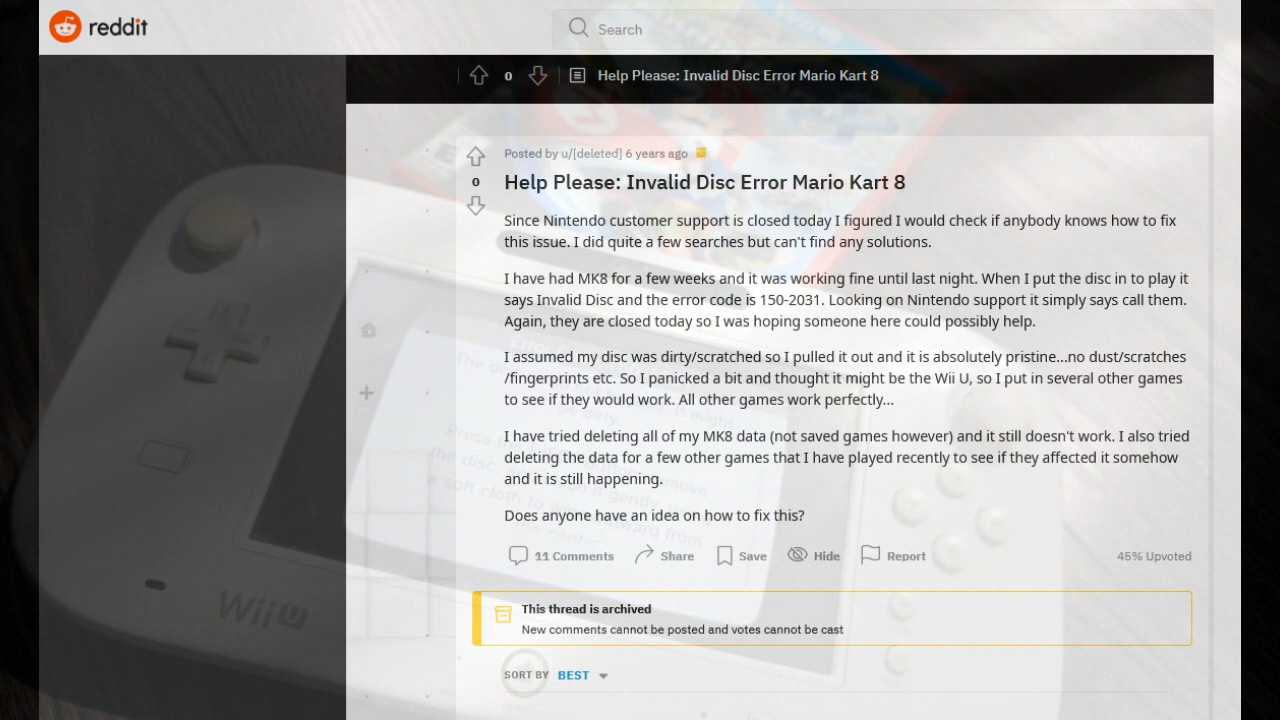 reddit
Search
0
Help Please: Invalid Disc Error Mario Kart 8
Posted by u/[deleted] 6 years ago
0
Help Please: Invalid Disc Error Mario Kart 8
Since Nintendo customer support is closed today I figured I would check if anybody knows how to fix
this issue. I did quite a few searches but can't find any solutions.
I have had MK8 for a few weeks and it was working fine until last night. When I put the disc in to play it
says Invalid Disc and the error code is 150-2031. Looking on Nintendo support it simply says call them.
Again, they are closed today so I was hoping someone here could possibly help.
I assumed my disc was dirty/scratched so I pulled it out and it is absolutely pristine...no dust/scratches
/fingerprints etc. So I panicked a bit and thought it might be the Wii U, so I put in several other games
to see if they would work. All other games work perfectly...
I have tried deleting all of my MK8 data (not saved games however) and it still doesn't work. I also tried
deleting the data for a few other games that I have played recently to see if they affected it somehow
and it is still happening.
Does anyone have an idea on how to fix this?
11 Comments Share Save Hide Report 45% Upvoted
This thread is archived
New comments cannot be posted and votes cannot be cast
SORT BY BEST
Wii U